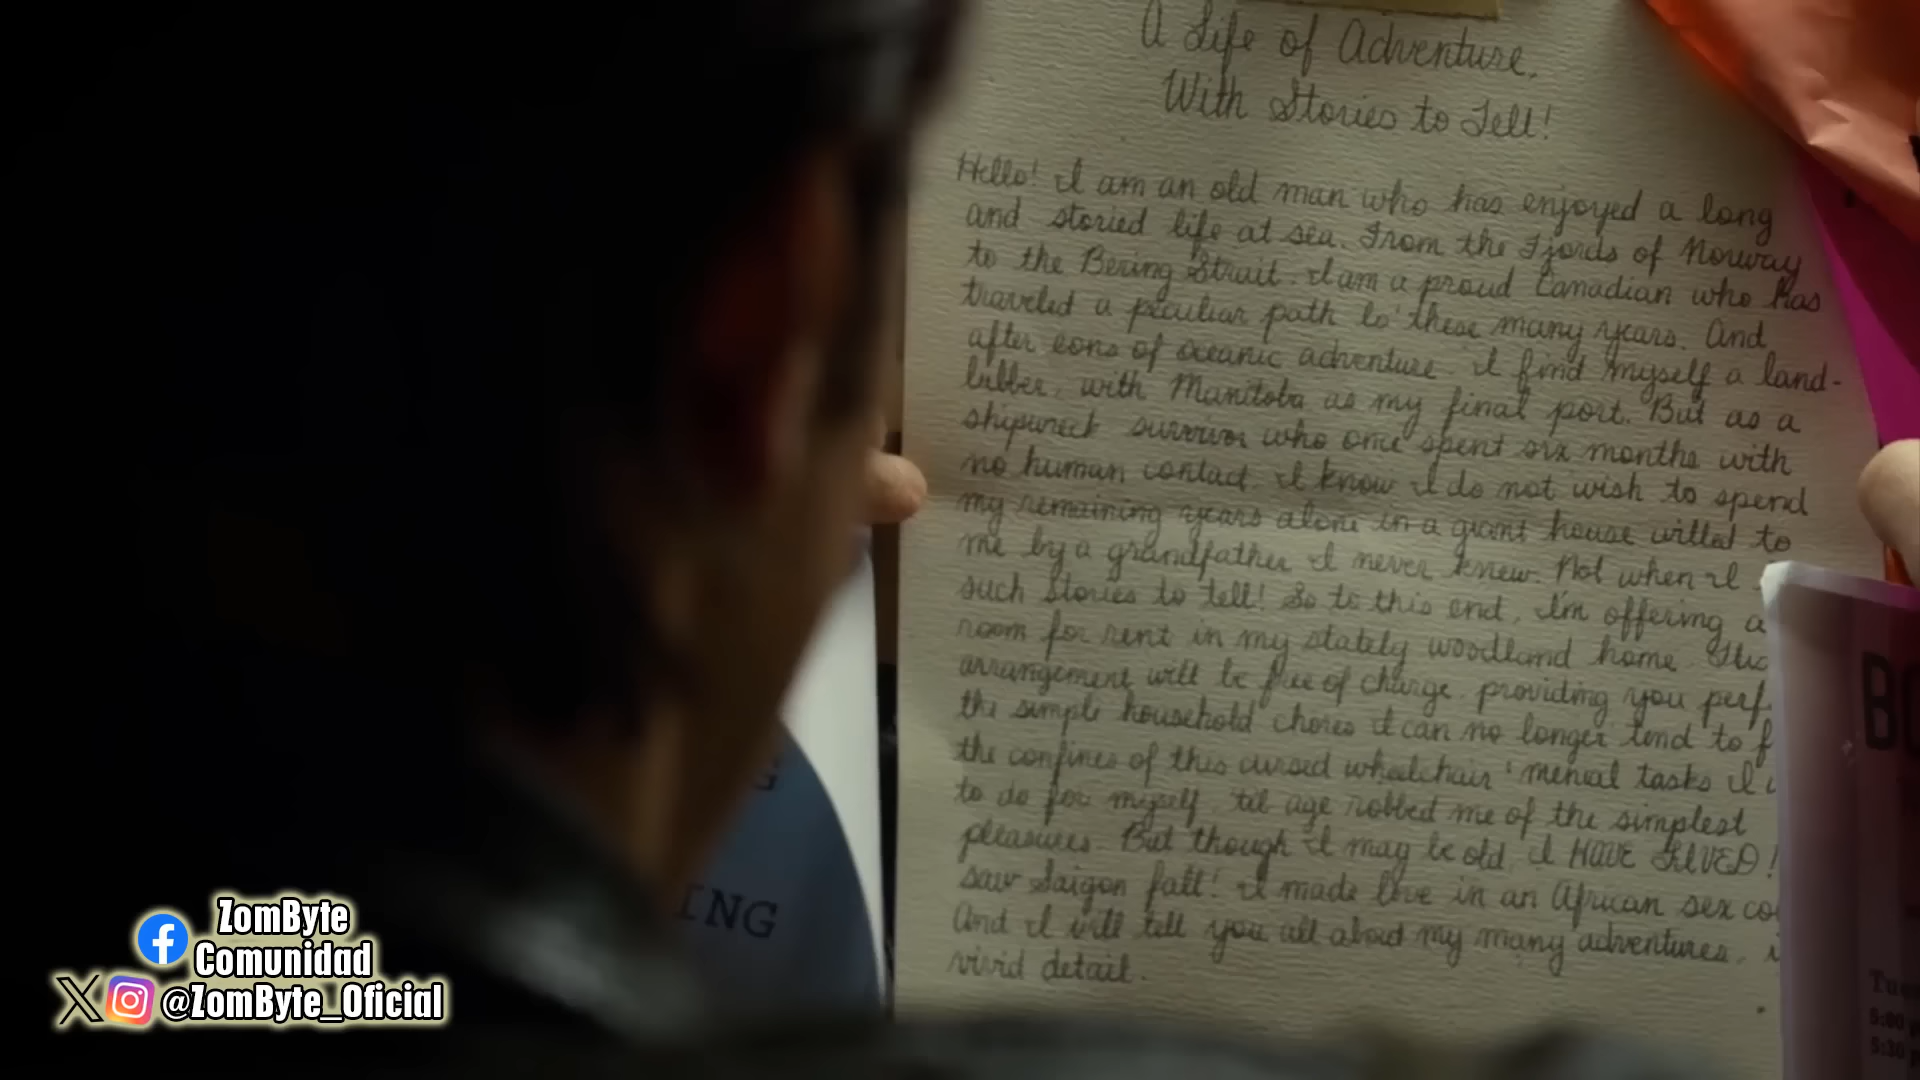 A Life of Adventure,
With Stories to Tell!
Hello! I am an old man who has enjoyed a long
and storied life at sea. From the Fjords of Norway
to the Bering Strait. I am a proud Canadian who has
traveled a peculiar path lo these many years. And
after eons of oceanic adventure, I find myself a land-
lubber, with Manitoba as my final port. But as a
shipwreck survivor who once spent six months with
no human contact, I know I do not wish to spend
my remaining years alone in a giant house willed to
me by a grandfather I never knew. Not when I
such stories to tell! So to this end, I'm offering a
room for rent in my stately woodland home. This
arrangement will be free of charge, providing you perf
the simple household chores I can no longer tend to f
the confines of this cursed wheelchair, menial tasks I
to do for myself, 'til age robbed me of the simplest
pleasures. But though I may be old, I HAVE LIVED!
saw Saigon fall! I made love in an African sex co
And I will tell you all about my many adventures,
vivid detail.
BO
Tues
5:00 p
5:30 p
G
ING
ZomByte
Comunidad
@ZomByte_Oficial